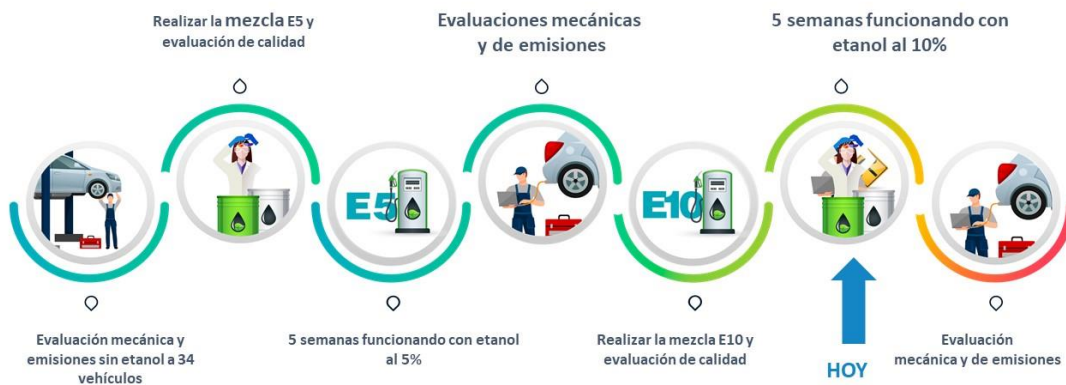 Realizar la mezcla E5 y
evaluación de calidad
Evaluaciones mecánicas
y de emisiones
5 semanas funcionando con
etanol al 10%
E5
E10
Evaluación mecánica y
emisiones sin etanol a 34
vehículos
5 semanas funcionando con etanol
al 5%
Realizar la mezcla E10 y
evaluación de calidad
HOY
Evaluación
mecánica y de emisiones